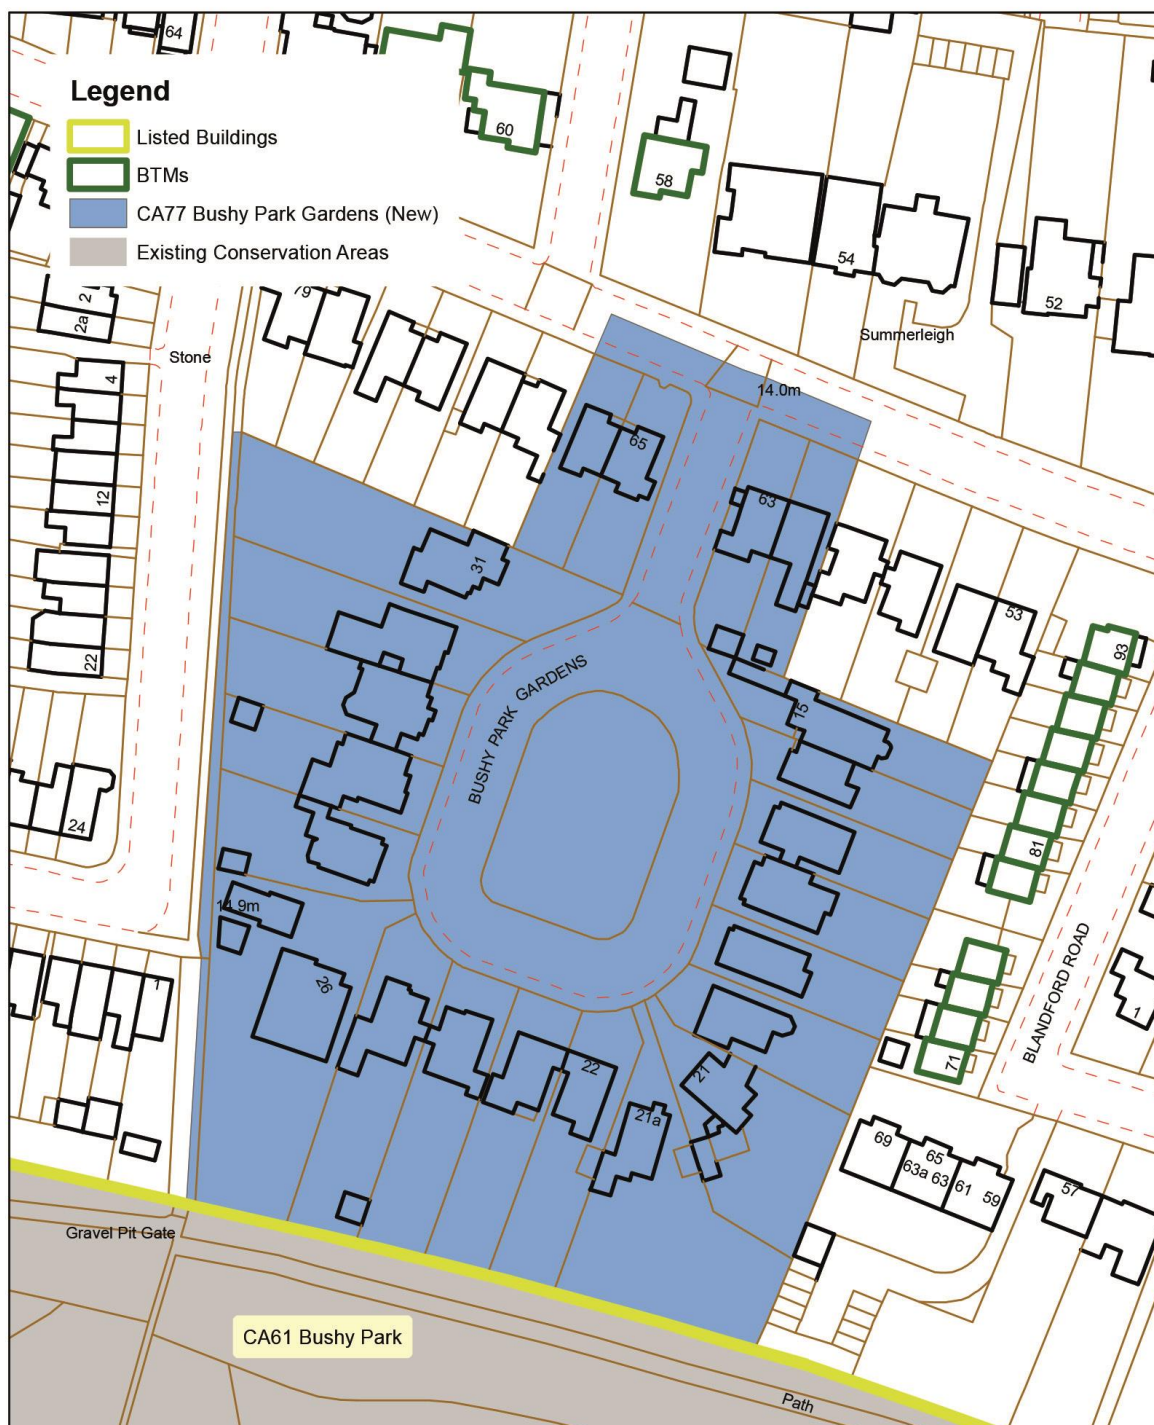 64
Legend
Listed Buildings
BTMs
CA77 Bushy Park Gardens (New)
Existing Conservation Areas
60
58
54
52
Summerleigh
2
2a
79
Stone
4
14.0m
65
12
63
31
53
22
93
BUSHY PARK GARDENS
15
24
81
14.9m
BLANDFORD ROAD
26
1
1
22
21
71
21a
69
65
63a 63
61
59
57
Gravel Pit Gate
CA61 Bushy Park
Path